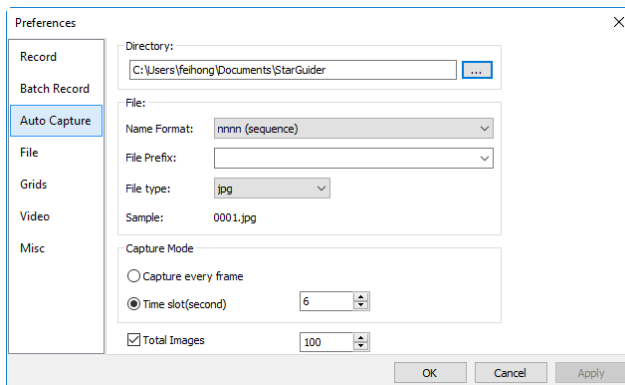 Preferences
Record
Batch Record
Auto Capture
File
Grids
Video
Misc
Directory:
C:\Users\feihong\Documents\StarGuider
...
File:
Name Format: nnnn (sequence)
File Prefix:
File type: jpg
Sample: 0001.jpg
Capture Mode
Capture every frame
Time slot(second) 6
Total Images 100
OK Cancel Apply